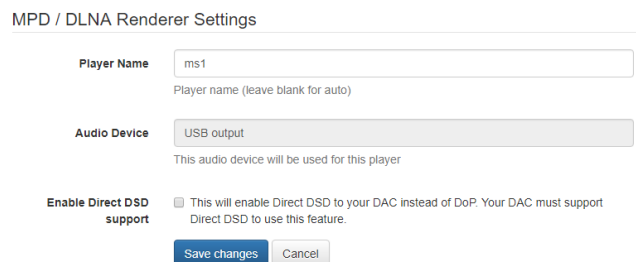 MPD / DLNA Renderer Settings
Player Name
ms1
Player name (leave blank for auto)
Audio Device
USB output
This audio device will be used for this player
Enable Direct DSD support
This will enable Direct DSD to your DAC instead of DoP. Your DAC must support
Direct DSD to use this feature.
Save changes
Cancel